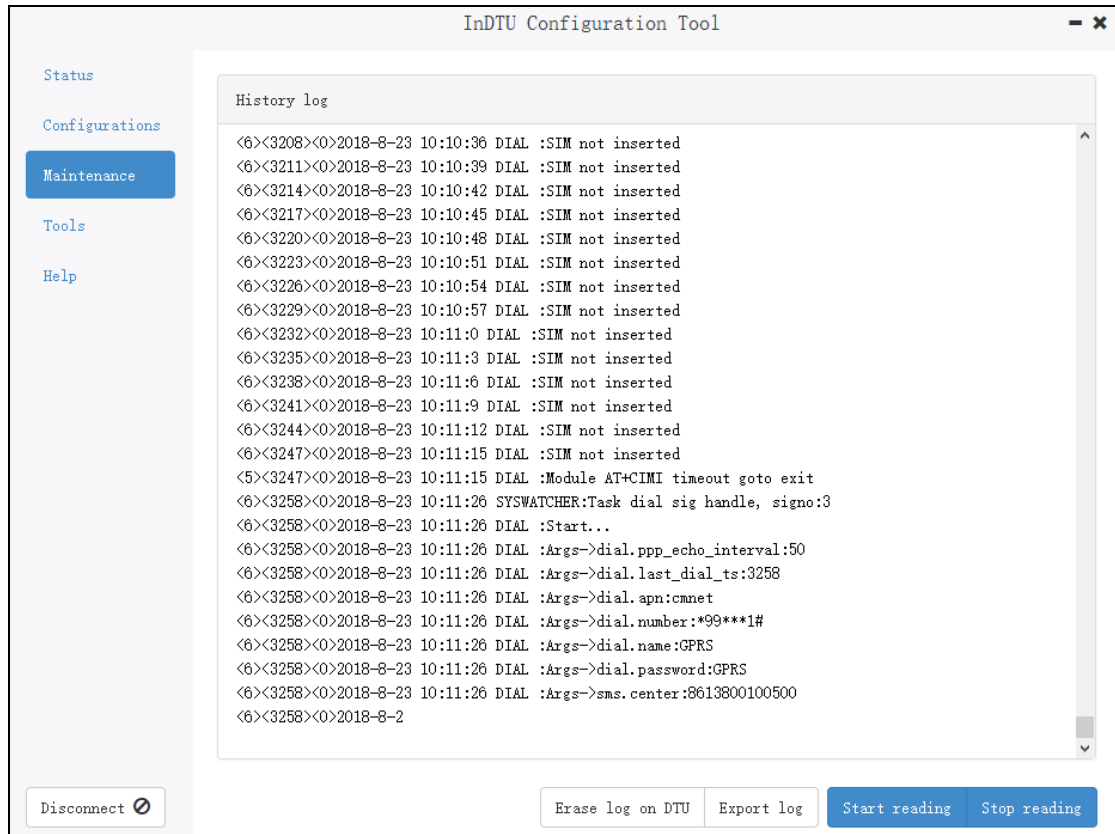 InDTU Configuration Tool
Status
Configurations
Maintenance
Tools
Help
History log
<6><3208><0>2018-8-23 10:10:36 DIAL :SIM not inserted
<6><3211><0>2018-8-23 10:10:39 DIAL :SIM not inserted
<6><3214><0>2018-8-23 10:10:42 DIAL :SIM not inserted
<6><3217><0>2018-8-23 10:10:45 DIAL :SIM not inserted
<6><3220><0>2018-8-23 10:10:48 DIAL :SIM not inserted
<6><3223><0>2018-8-23 10:10:51 DIAL :SIM not inserted
<6><3226><0>2018-8-23 10:10:54 DIAL :SIM not inserted
<6><3229><0>2018-8-23 10:10:57 DIAL :SIM not inserted
<6><3232><0>2018-8-23 10:11:0 DIAL :SIM not inserted
<6><3235><0>2018-8-23 10:11:3 DIAL :SIM not inserted
<6><3238><0>2018-8-23 10:11:6 DIAL :SIM not inserted
<6><3241><0>2018-8-23 10:11:9 DIAL :SIM not inserted
<6><3244><0>2018-8-23 10:11:12 DIAL :SIM not inserted
<6><3247><0>2018-8-23 10:11:15 DIAL :SIM not inserted
<5><3247><0>2018-8-23 10:11:15 DIAL :Module AT+CIMI timeout goto exit
<6><3258><0>2018-8-23 10:11:26 SYSWATCHER:Task dial sig handle, signo:3
<6><3258><0>2018-8-23 10:11:26 DIAL :Start...
<6><3258><0>2018-8-23 10:11:26 DIAL :Args->dial.ppp_echo_interval:50
<6><3258><0>2018-8-23 10:11:26 DIAL :Args->dial.last_dial_ts:3258
<6><3258><0>2018-8-23 10:11:26 DIAL :Args->dial.apn:cmnet
<6><3258><0>2018-8-23 10:11:26 DIAL :Args->dial.number:*99***1#
<6><3258><0>2018-8-23 10:11:26 DIAL :Args->dial.name:GPRS
<6><3258><0>2018-8-23 10:11:26 DIAL :Args->dial.password:GPRS
<6><3258><0>2018-8-23 10:11:26 DIAL :Args->sms.center:8613800100500
<6><3258><0>2018-8-2
Disconnect
Erase log on DTU
Export log
Start reading
Stop reading